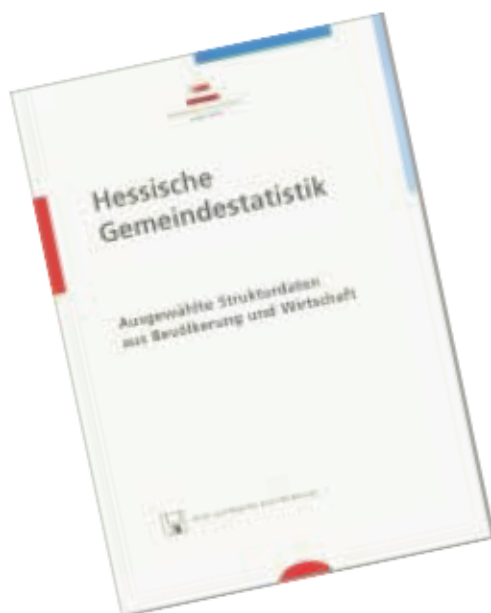 Hessische
Gemeindestatistik
Ausgewählte Strukturdaten
aus Bevölkerung und Wirtschaft